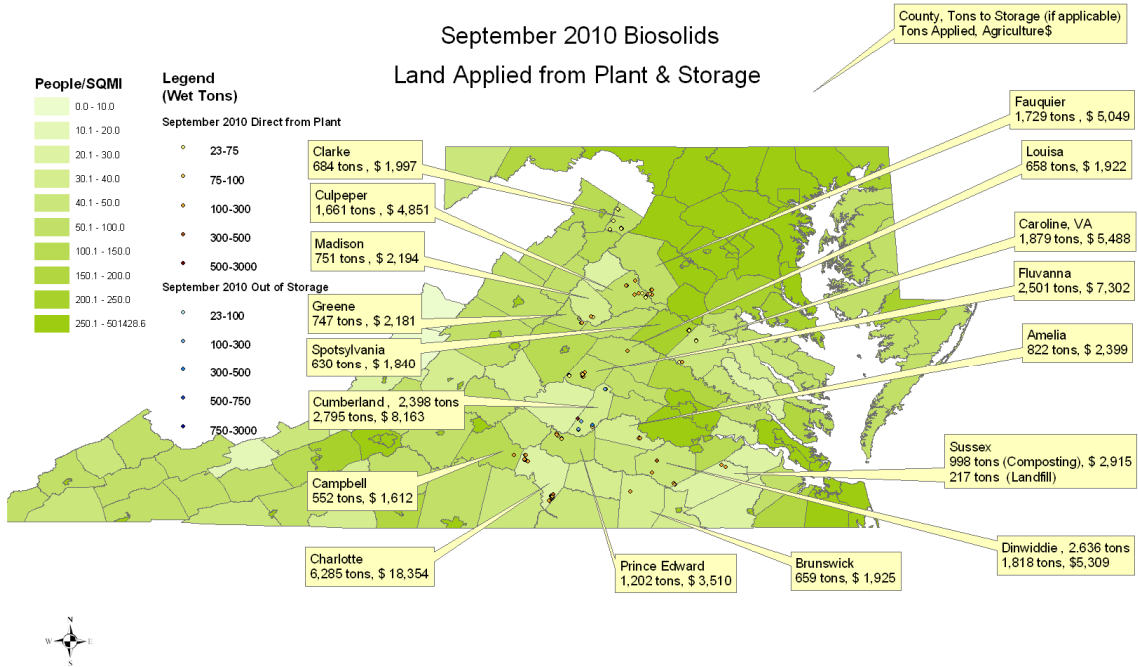 September 2010 Biosolids
Land Applied from Plant & Storage
County, Tons to Storage (if applicable)
Tons Applied, Agriculture$
People/SQMI
0.0 - 10.0
10.1 - 20.0
20.1 - 30.0
30.1 - 40.0
40.1 - 50.0
50.1 - 100.0
100.1 - 150.0
150.1 - 200.0
200.1 - 250.0
250.1 - 501428.6
Legend
(Wet Tons)
September 2010 Direct from Plant
23-75
75-100
100-300
300-500
500-3000
September 2010 Out of Storage
23-100
100-300
300-500
500-750
750-3000
Clarke
684 tons, $ 1,997
Culpeper
1,661 tons, $ 4,851
Madison
751 tons, $ 2,194
Greene
747 tons, $ 2,181
Spotsylvania
630 tons, $ 1,840
Cumberland , 2,398 tons
2,795 tons, $ 8,163
Campbell
552 tons, $ 1,612
Charlotte
6,285 tons, $ 18,354
Prince Edward
1,202 tons, $ 3,510
Brunswick
659 tons, $ 1,925
Fauquier
1,729 tons , $ 5,049
Louisa
658 tons, $ 1,922
Caroline, VA
1,879 tons, $ 5,488
Fluvanna
2,501 tons, $ 7,302
Amelia
822 tons, $ 2,399
Sussex
998 tons (Composting), $ 2,915
217 tons  (Landfill)
Dinwiddie , 2.636 tons
1,818 tons, $5,309
N
W E
S